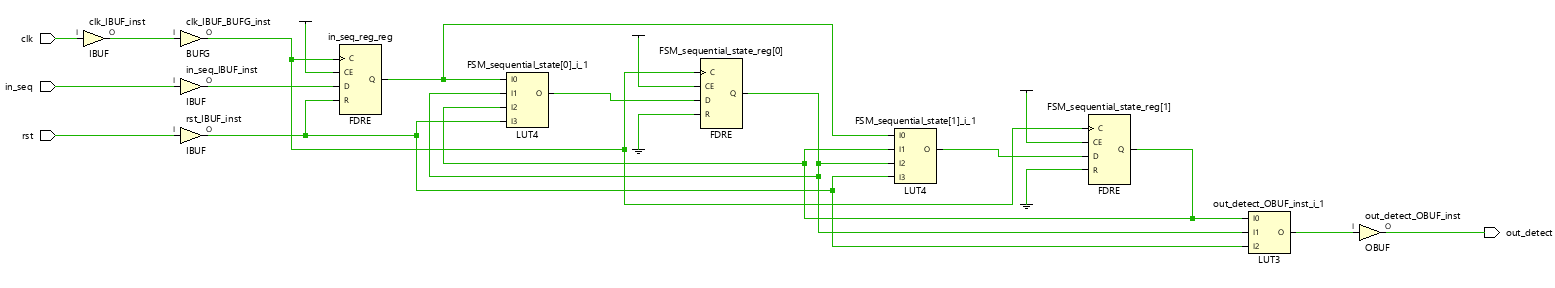 clk
clk_IBUF_inst
I
O
IBUF
clk_IBUF_BUFG_inst
I
O
BUFG
in_seq
in_seq_IBUF_inst
I
O
IBUF
rst
rst_IBUF_inst
I
O
IBUF
in_seq_reg_reg
C
CE
D
R
Q
FDRE
FSM_sequential_state[0]_i_1
I0
I1
I2
I3
O
LUT4
FSM_sequential_state_reg[0]
C
CE
D
R
Q
FDRE
FSM_sequential_state[1]_i_1
I0
I1
I2
I3
O
LUT4
FSM_sequential_state_reg[1]
C
CE
D
R
Q
FDRE
out_detect_OBUF_inst_i_1
I0
I1
I2
O
LUT3
out_detect_OBUF_inst
I
O
OBUF
out_detect